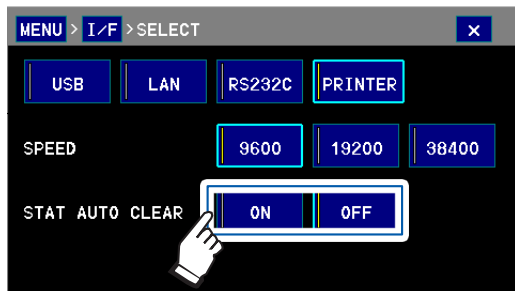 MENU > I/F > SELECT ×
USB LAN RS232C PRINTER
SPEED 9600 19200 38400
STAT AUTO CLEAR ON OFF